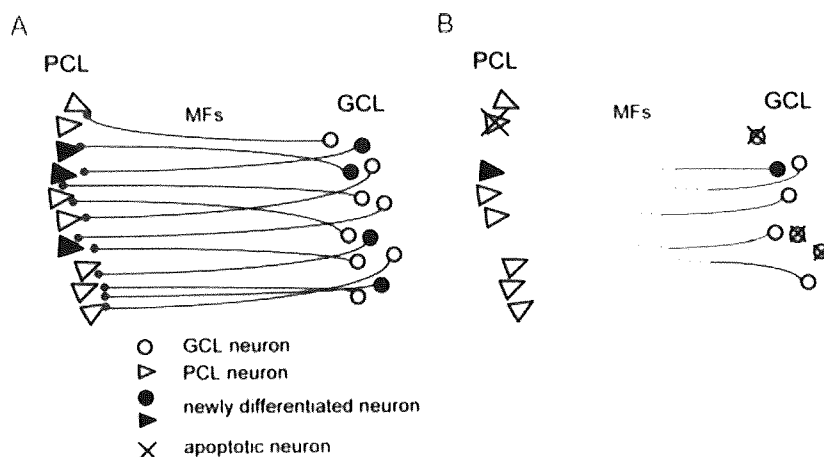 A
PCL
MFs
GCL
B
PCL
MFs
GCL
GCL neuron
PCL neuron
newly differentiated neuron
apoptotic neuron